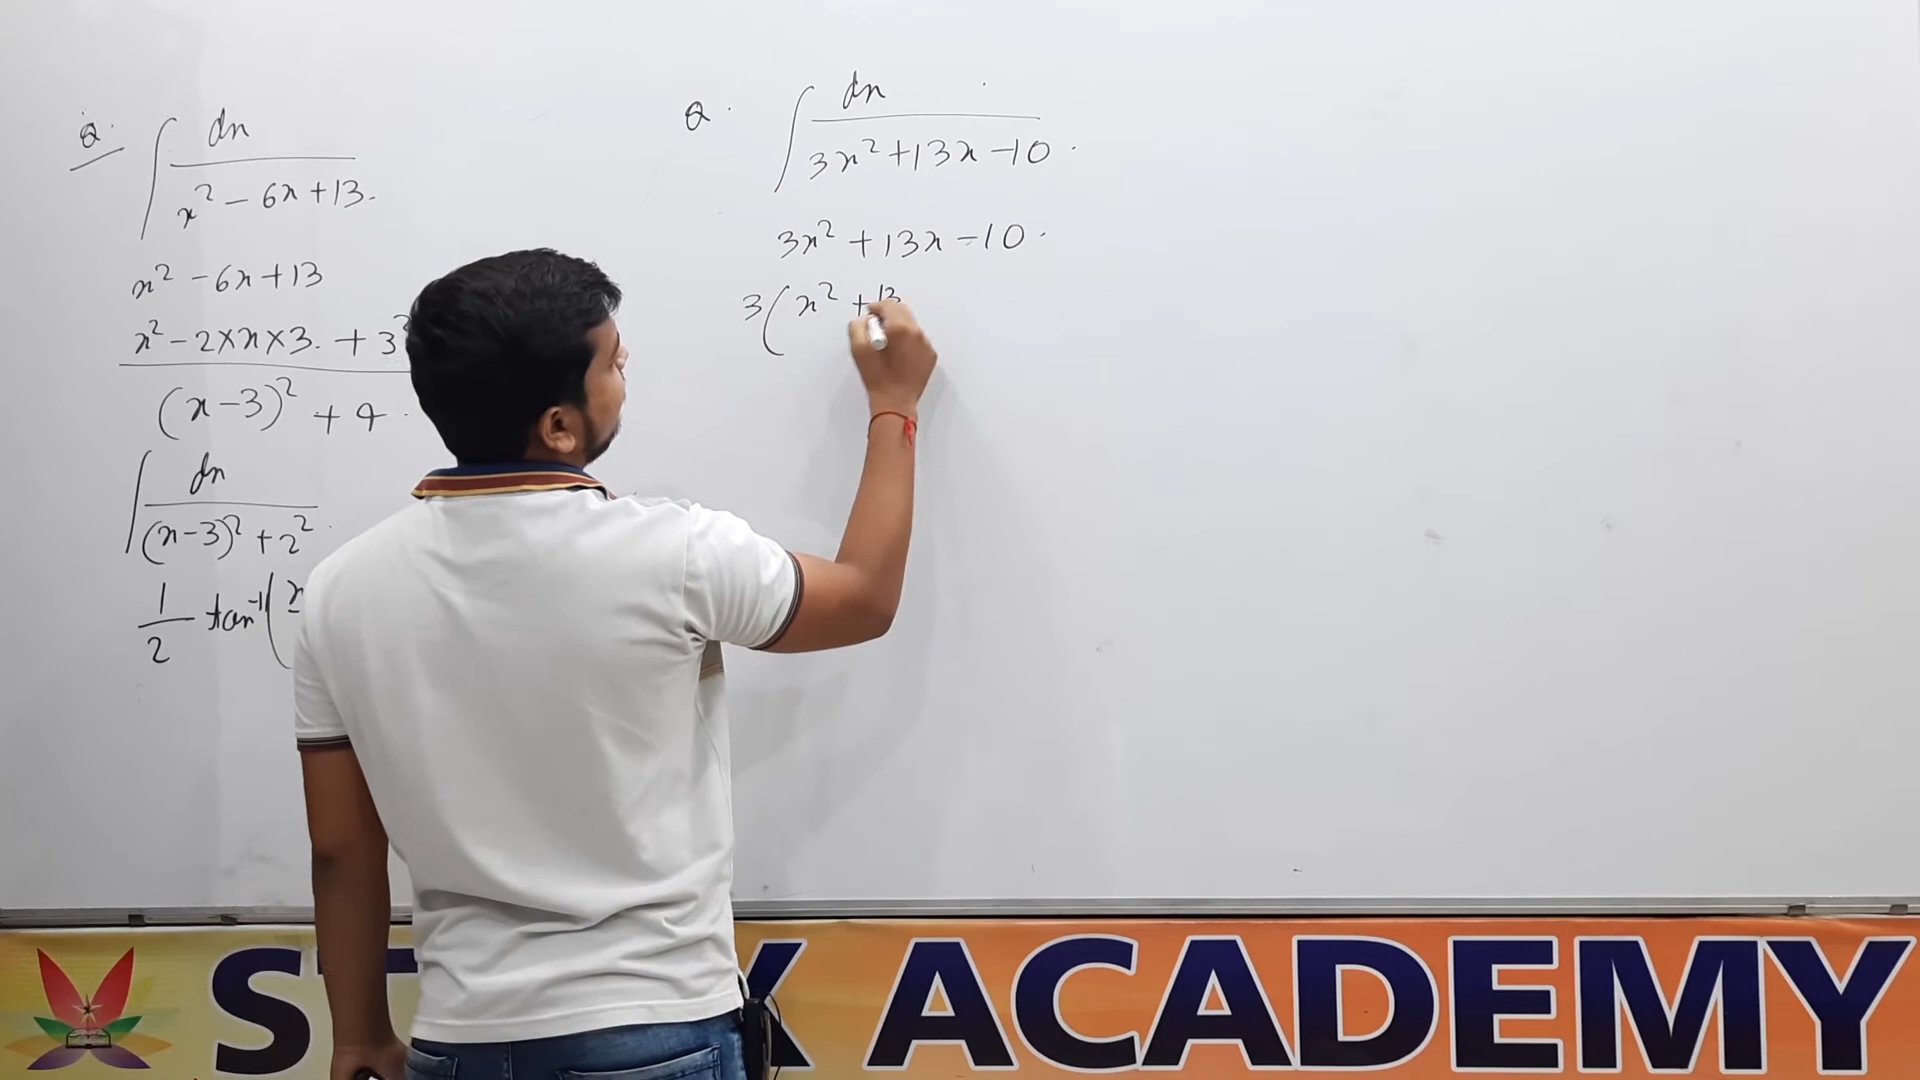 Q. ∫ dx
x² - 6x + 13.
x² - 6x + 13
x² - 2 × x × 3. + 3²
(x - 3)² + 4.
∫ dx
(x - 3)² + 2².
1/2 tan⁻¹(x
Q. ∫ dx
3x² + 13x - 10.
3x² + 13x - 10.
3(x² + 13
ACADEMY